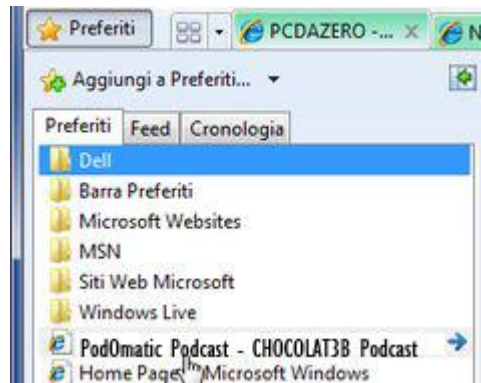 Preferiti PCDAZERO -... N
Aggiungi a Preferiti...
Preferiti Feed Cronologia
Dell
Barra Preferiti
Microsoft Websites
MSN
Siti Web Microsoft
Windows Live
PodOmatic Podcast - CHOCOLAT3B Podcast
Home Page Microsoft Windows